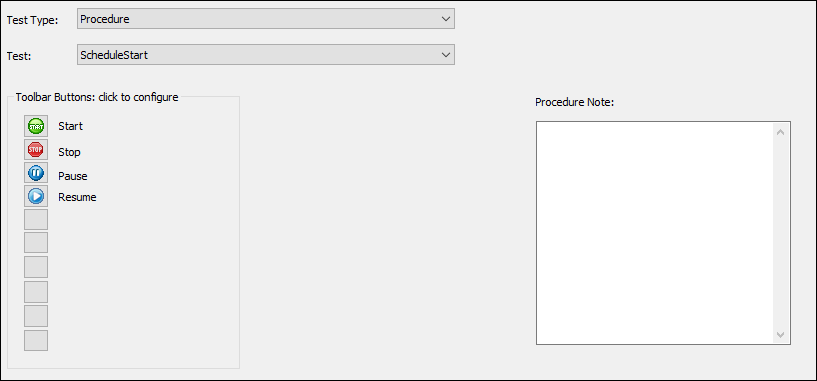 Test Type: Procedure
Test: ScheduleStart
Toolbar Buttons: click to configure
Procedure Note:
START Start
STOP Stop
Pause
Resume